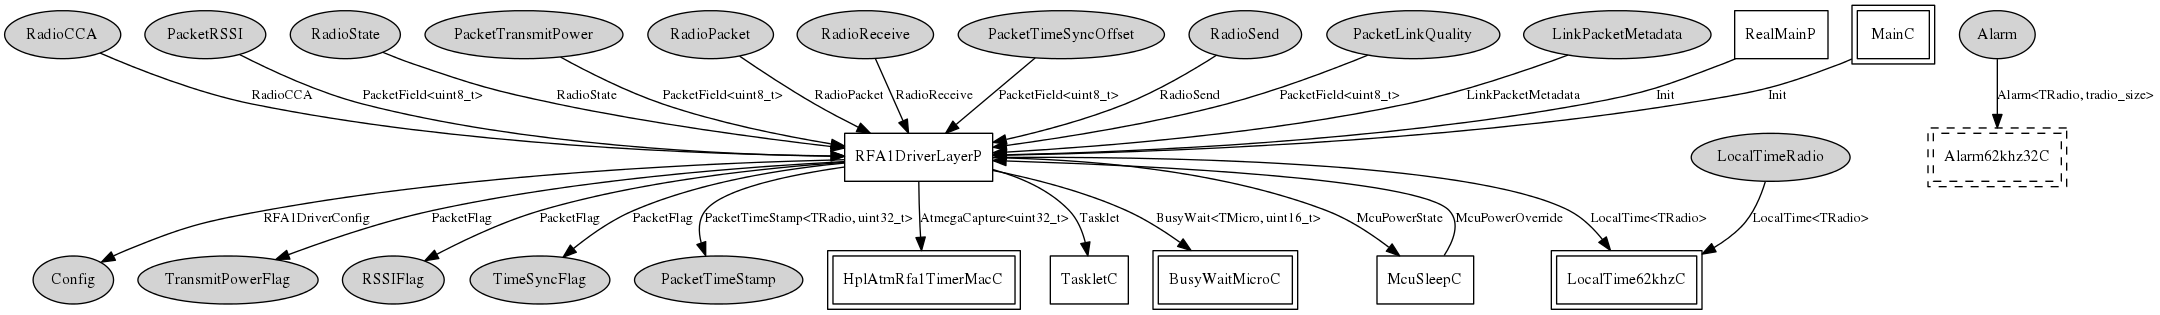 RadioCCA
PacketRSSI
RadioState
PacketTransmitPower
RadioPacket
RadioReceive
PacketTimeSyncOffset
RadioSend
PacketLinkQuality
LinkPacketMetadata
RealMainP
MainC
Alarm
RadioCCA
PacketField<uint8_t>
RadioState
PacketField<uint8_t>
RadioPacket
RadioReceive
PacketField<uint8_t>
RadioSend
PacketField<uint8_t>
LinkPacketMetadata
Init
Init
Alarm<TRadio, tradio_size>
RFA1DriverLayerP
LocalTimeRadio
Alarm62khz32C
RFA1DriverConfig
PacketFlag
PacketFlag
PacketFlag
PacketTimeStamp<TRadio, uint32_t>
AtmegaCapture<uint32_t>
Tasklet
BusyWait<TMicro, uint16_t>
McuPowerState
McuPowerOverride
LocalTime<TRadio>
LocalTime<TRadio>
Config
TransmitPowerFlag
RSSIFlag
TimeSyncFlag
PacketTimeStamp
HplAtmRfa1TimerMacC
TaskletC
BusyWaitMicroC
McuSleepC
LocalTime62khzC